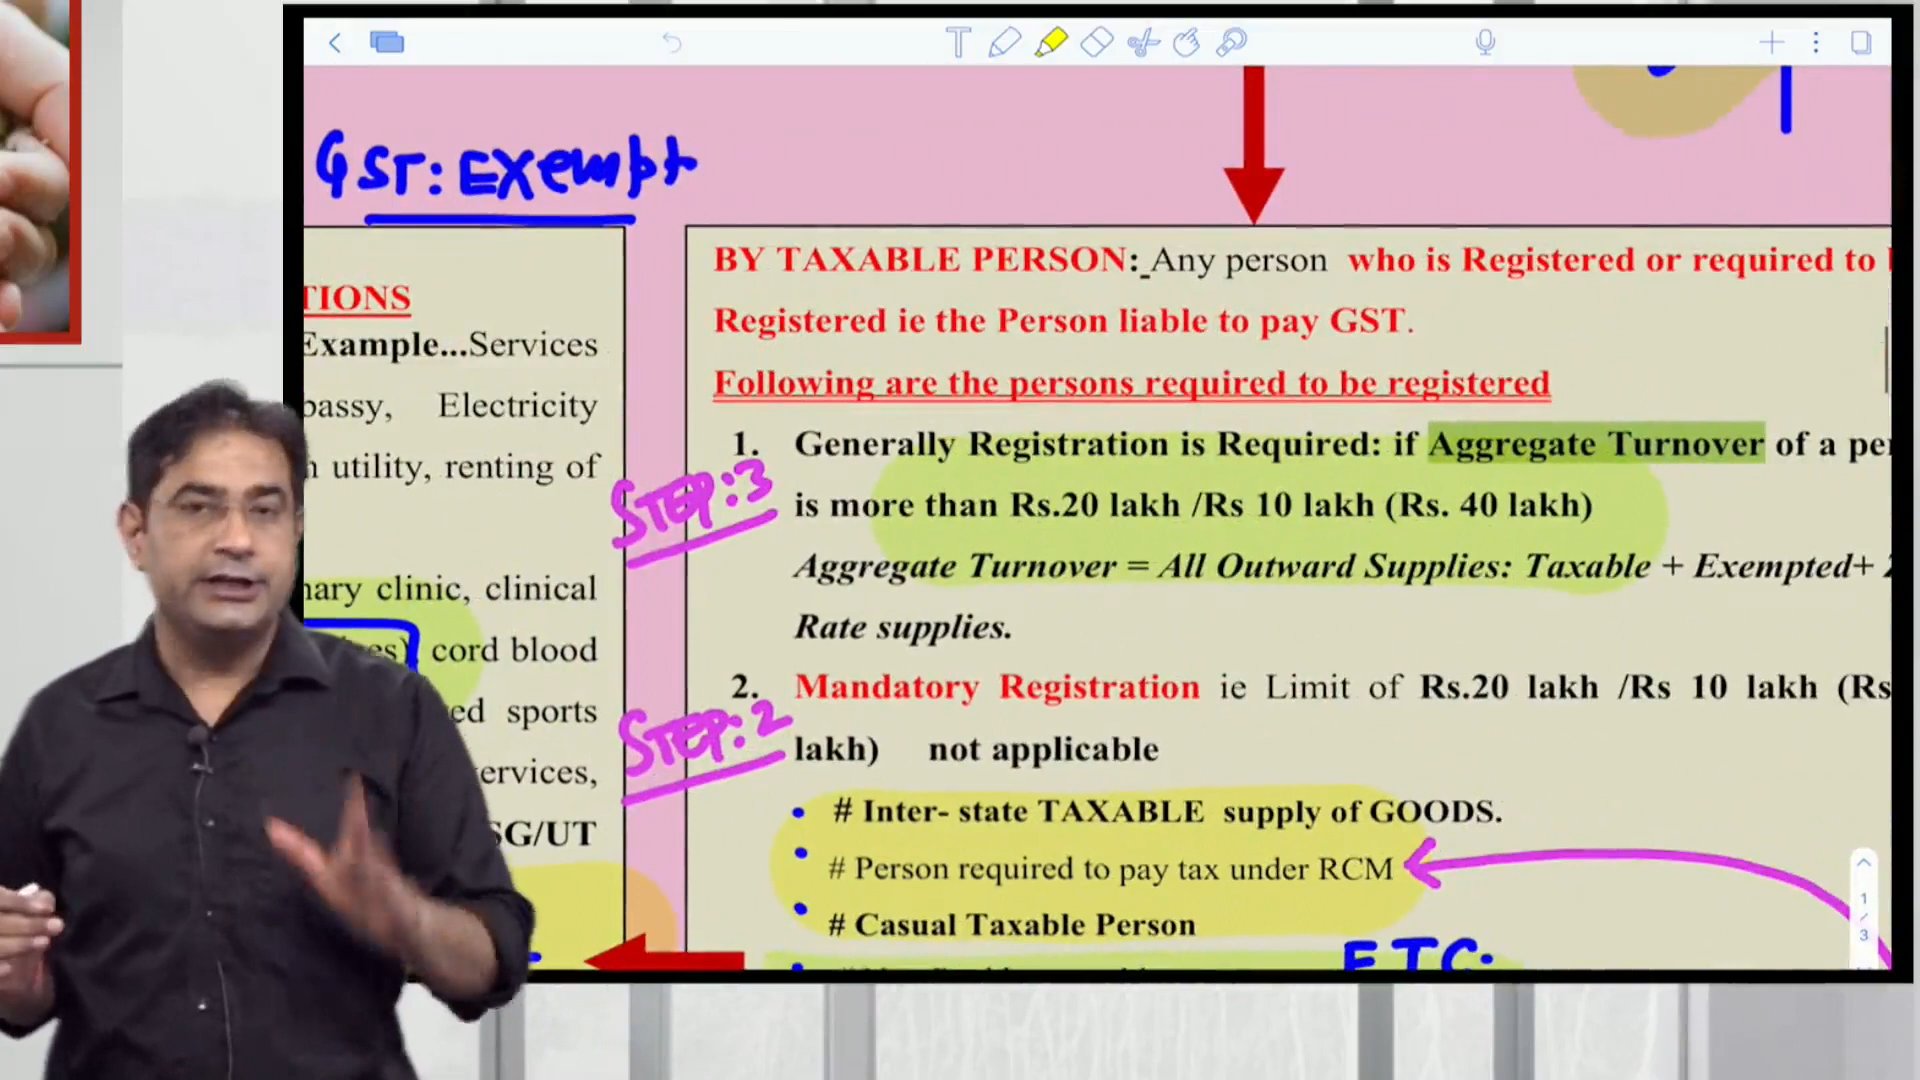 GST: Exempt
TIONS
Example...Services
bassy, Electricity
utility, renting of
nary clinic, clinical
cord blood
ed sports
ervices,
SG/UT
BY TAXABLE PERSON: Any person who is Registered or required to
Registered ie the Person liable to pay GST.
Following are the persons required to be registered
STEP:3
1. Generally Registration is Required: if Aggregate Turnover of a per
is more than Rs.20 lakh /Rs 10 lakh (Rs. 40 lakh)
Aggregate Turnover = All Outward Supplies: Taxable + Exempted+
Rate supplies.
STEP:2
2. Mandatory Registration ie Limit of Rs.20 lakh /Rs 10 lakh (Rs
lakh) not applicable
• # Inter- state TAXABLE supply of GOODS.
• # Person required to pay tax under RCM
• # Casual Taxable Person
ETC:
1
/
3